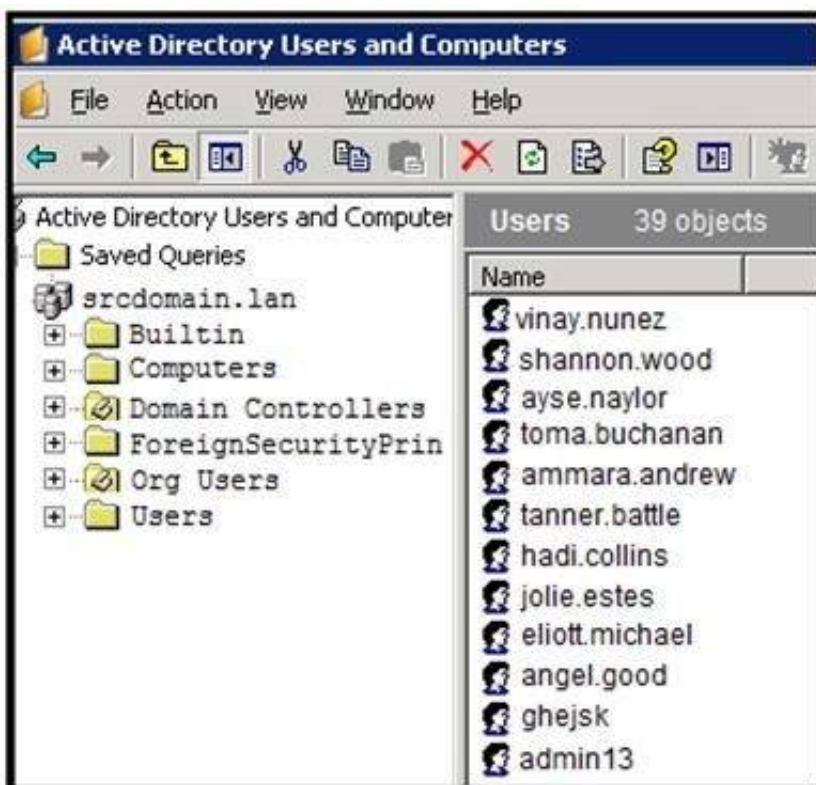 Active Directory Users and Computers
File Action View Window Help
Active Directory Users and Computer
Saved Queries
srcdomain.lan
Builtin
Computers
Domain Controllers
ForeignSecurityPrin
Org Users
Users
Users 39 objects
Name
vinay.nunez
shannon.wood
ayse.naylor
toma.buchanan
ammara.andrew
tanner.battle
hadi.collins
jolie.estes
eliott.michael
angel.good
ghejsk
admin13